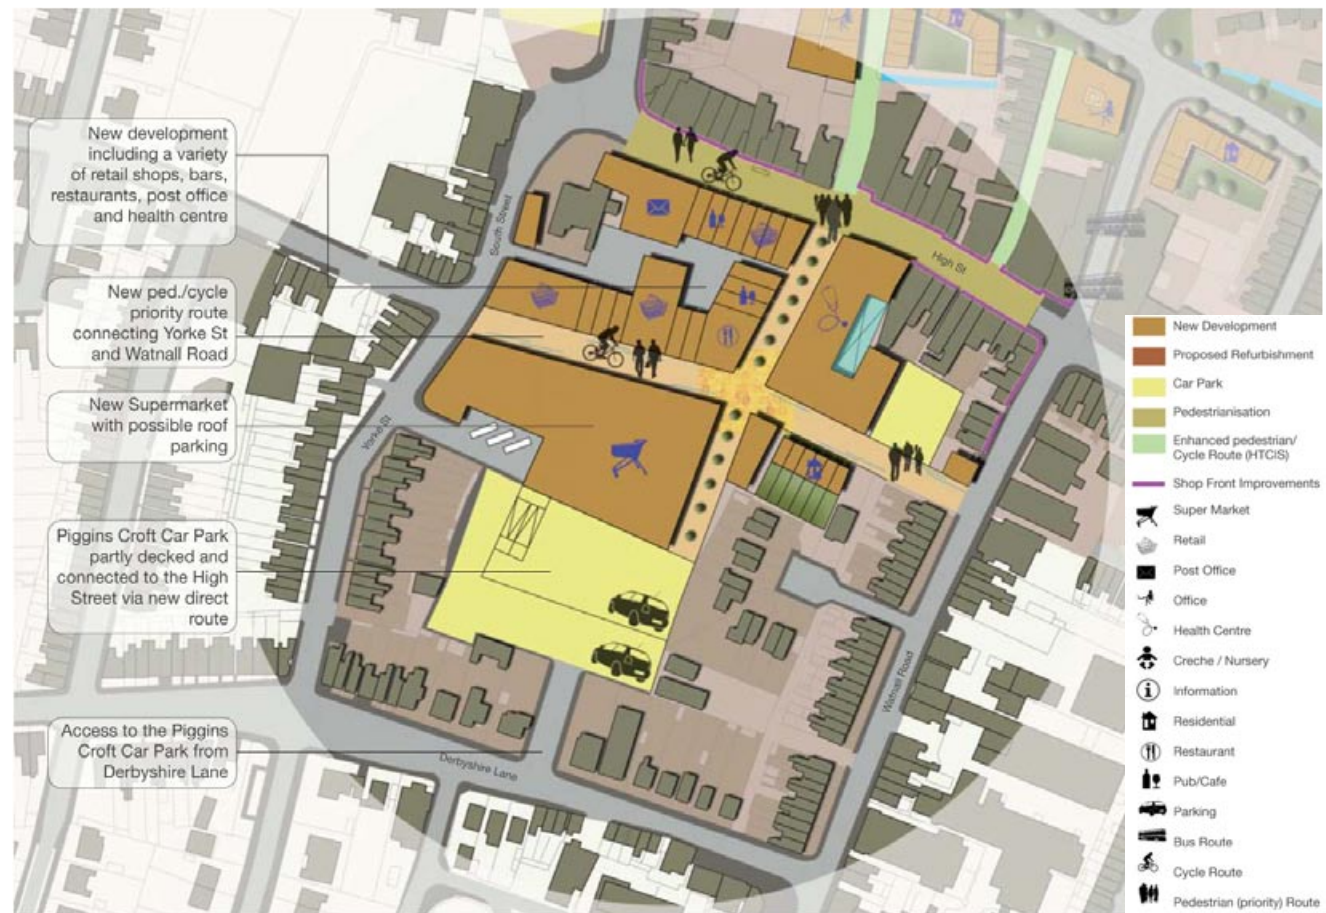 New development
including a variety
of retail shops, bars,
restaurants, post office
and health centre
New ped./cycle
priority route
connecting Yorke St
and Watnall Road
New Supermarket
with possible roof
parking
Piggins Croft Car Park
partly decked and
connected to the High
Street via new direct
route
Access to the Piggins
Croft Car Park from
Derbyshire Lane
South Street
High St
Yorke St
Watnall Road
Derbyshire Lane
New Development
Proposed Refurbishment
Car Park
Pedestrianisation
Enhanced pedestrian/
Cycle Route (HTCIS)
Shop Front Improvements
Super Market
Retail
Post Office
Office
Health Centre
Creche / Nursery
Information
Residential
Restaurant
Pub/Cafe
Parking
Bus Route
Cycle Route
Pedestrian (priority) Route